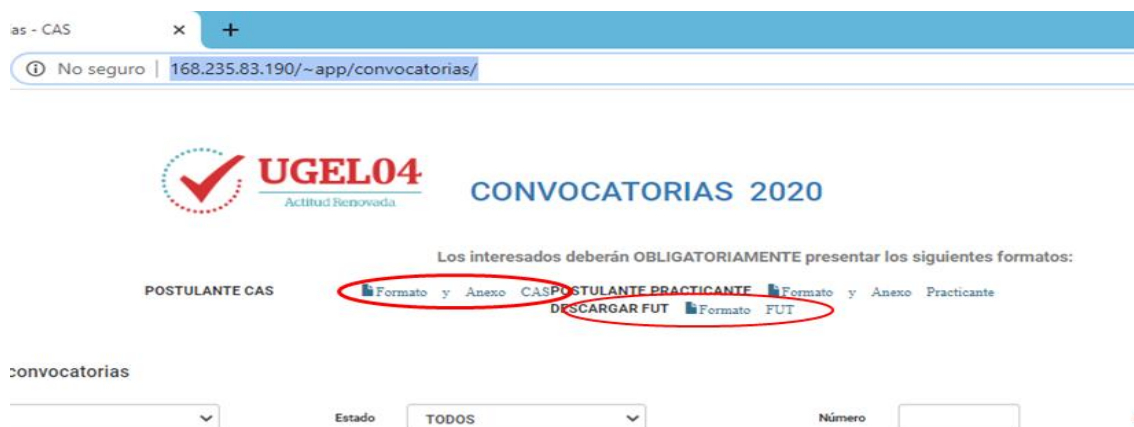 as - CAS × +
No seguro | 168.235.83.190/~app/convocatorias/
UGEL04
Actitud Renovada
CONVOCATORIAS 2020
Los interesados deberán OBLIGATORIAMENTE presentar los siguientes formatos:
POSTULANTE CAS Formato y Anexo CAS POSTULANTE PRACTICANTE Formato y Anexo Practicante
DESCARGAR FUT Formato FUT
convocatorias
Estado TODOS Número